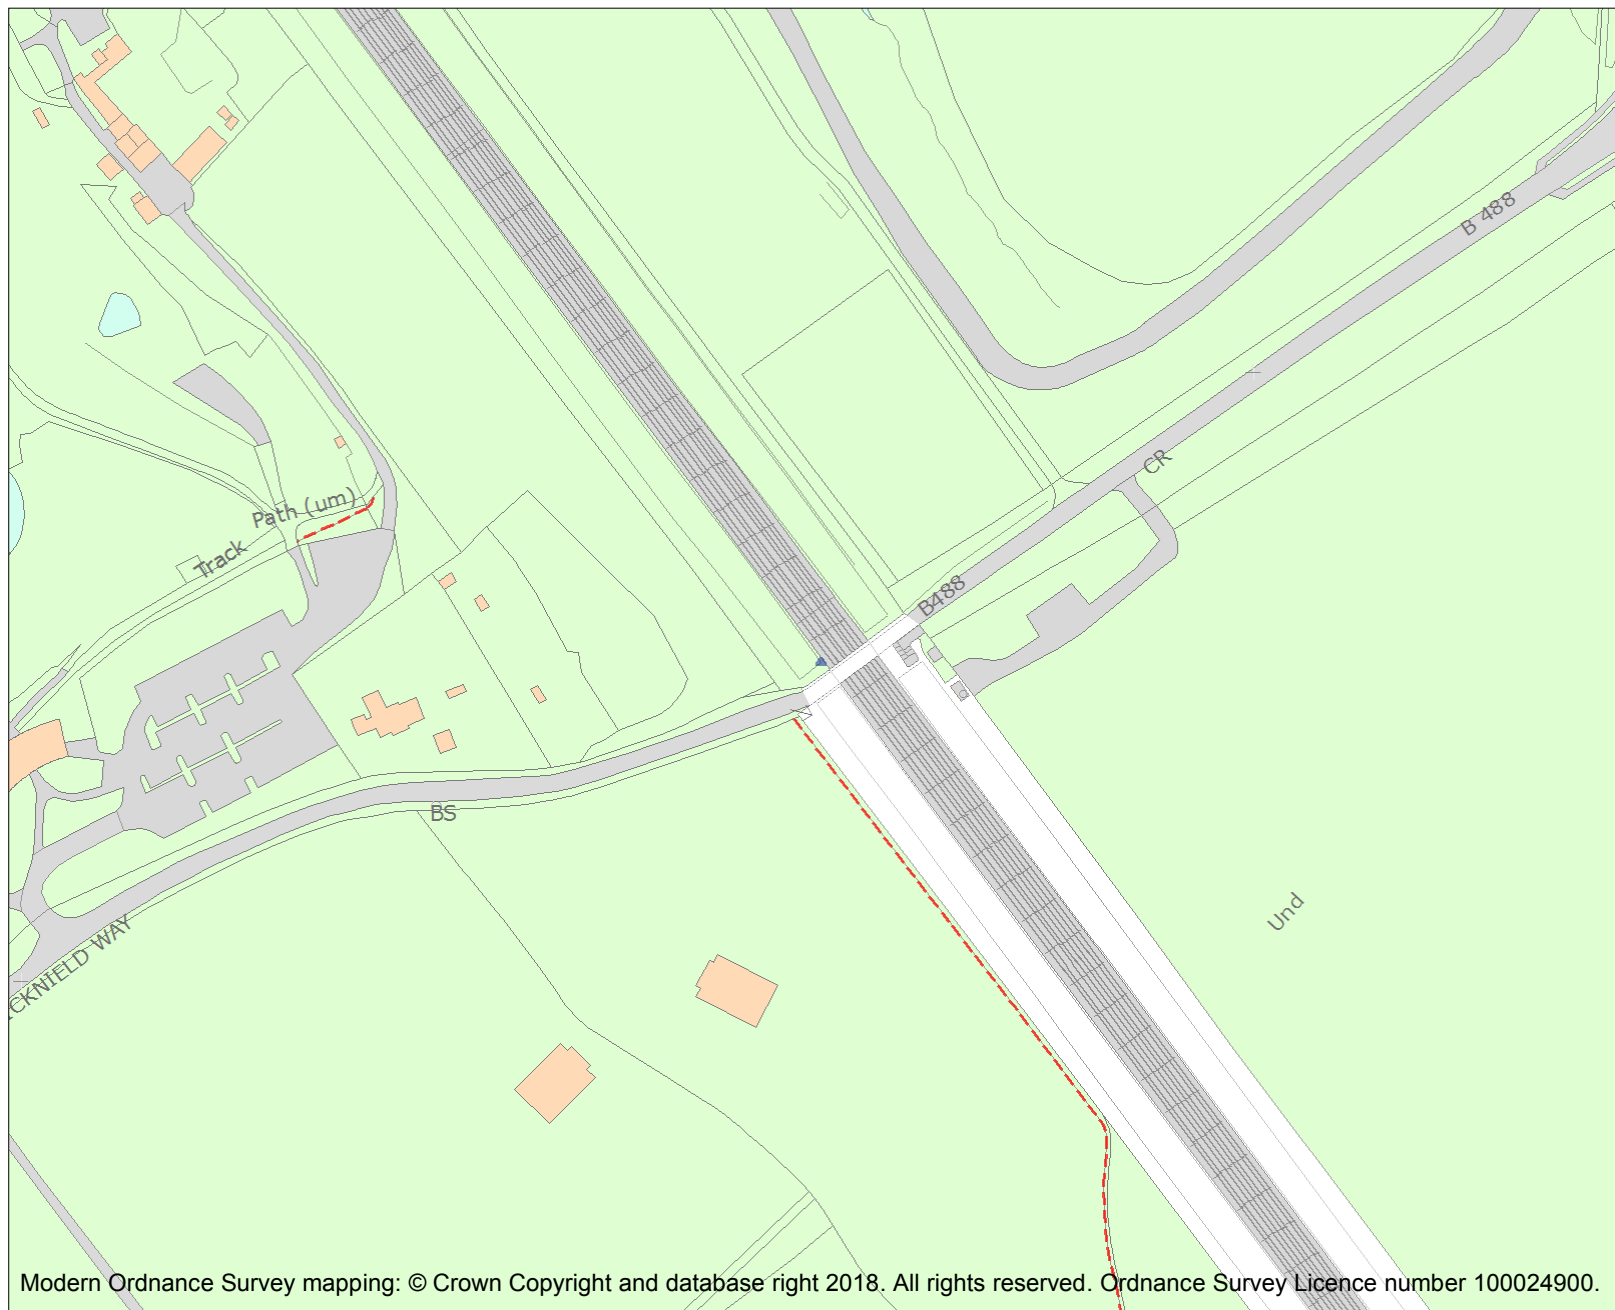 B 488
CR
Path (um)
Track
B488
BS
CKNIELD WAY
Und
Modern Ordnance Survey mapping: © Crown Copyright and database right 2018. All rights reserved. Ordnance Survey Licence number 100024900.